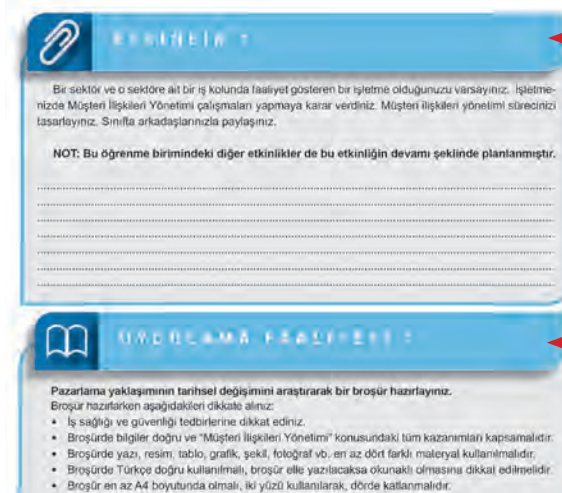 ETKİNLİK
Bir sektör ve o sektöre ait bir iş kolunda faaliyet gösteren bir işletme olduğunuzu varsayınız. İşletme-
nizde Müşteri İlişkileri Yönetimi çalışmaları yapmaya karar verdiniz. Müşteri ilişkileri yönetimi sürecinizi
tasarlayınız. Sınıfta arkadaşlarınızla paylaşınız.
NOT: Bu öğrenme birimindeki diğer etkinlikler de bu etkinliğin devamı şeklinde planlanmıştır.
UYGULAMA FAALİYETİ
Pazarlama yaklaşımının tarihsel değişimini araştırarak bir broşür hazırlayınız.
Broşür hazırlarken aşağıdakileri dikkate alınız:
• İş sağlığı ve güvenliği tedbirlerine dikkat ediniz.
• Broşürde bilgiler doğru ve "Müşteri İlişkileri Yönetimi" konusundaki tüm kazanımları kapsamalıdır.
• Broşürde yazı, resim, tablo, grafik, şekil, fotoğraf vb. en az dört farklı materyal kullanılmalıdır.
• Broşürde Türkçe doğru kullanılmalı, broşür elle yazılacaksa okunaklı olmasına dikkat edilmelidir.
• Broşür en az A4 boyutunda olmalı, iki yüzü kullanılarak, dörde katlanmalıdır.